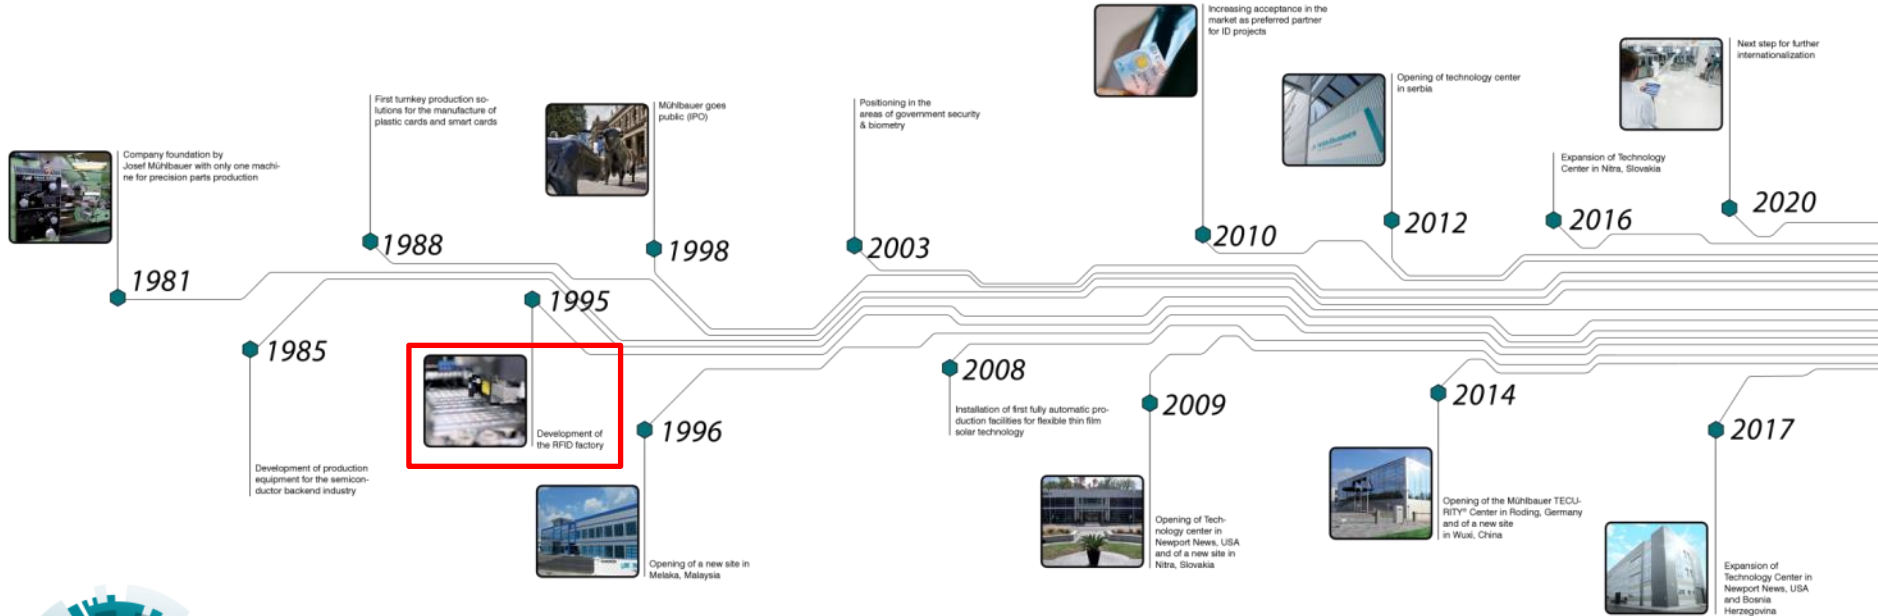 Company foundation by
Josef Mühlbauer with only one machi-
ne for precision parts production
1981
Development of production
equipment for the semicon-
ductor backend industry
1985
First turnkey production so-
lutions for the manufacture of
plastic cards and smart cards
1988
1995
Development of
the RFID factory
1996
Opening of a new site in
Melaka, Malaysia
Mühlbauer goes
public (IPO)
1998
Positioning in the
areas of government security
& biometry
2003
2008
Installation of first fully automatic pro-
duction facilities for flexible thin film
solar technology
2009
Opening of Tech-
nology center in
Newport News, USA
and of a new site in
Nitra, Slovakia
Increasing acceptance in the
market as preferred partner
for ID projects
2010
Opening of technology center
in serbia
2012
2014
Opening of the Mühlbauer TECU-
RITY® Center in Roding, Germany
and of a new site
in Wuxi, China
Expansion of Technology
Center in Nitra, Slovakia
2016
2017
Expansion of
Technology Center in
Newport News, USA
and Bosnia
Herzegovina
Next step for further
internationalization
2020